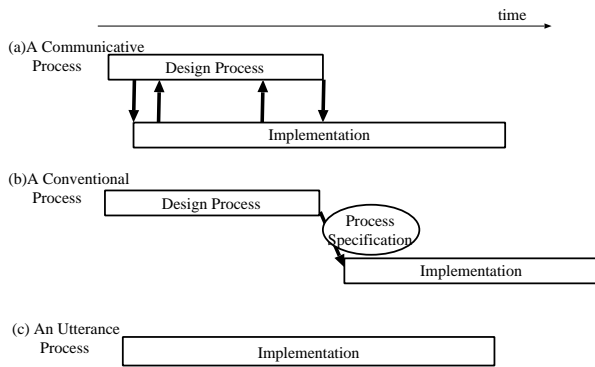 time
(a)A Communicative
Process
Design Process
Implementation
(b)A Conventional
Process
Design Process
Process
Specification
Implementation
(c) An Utterance
Process
Implementation